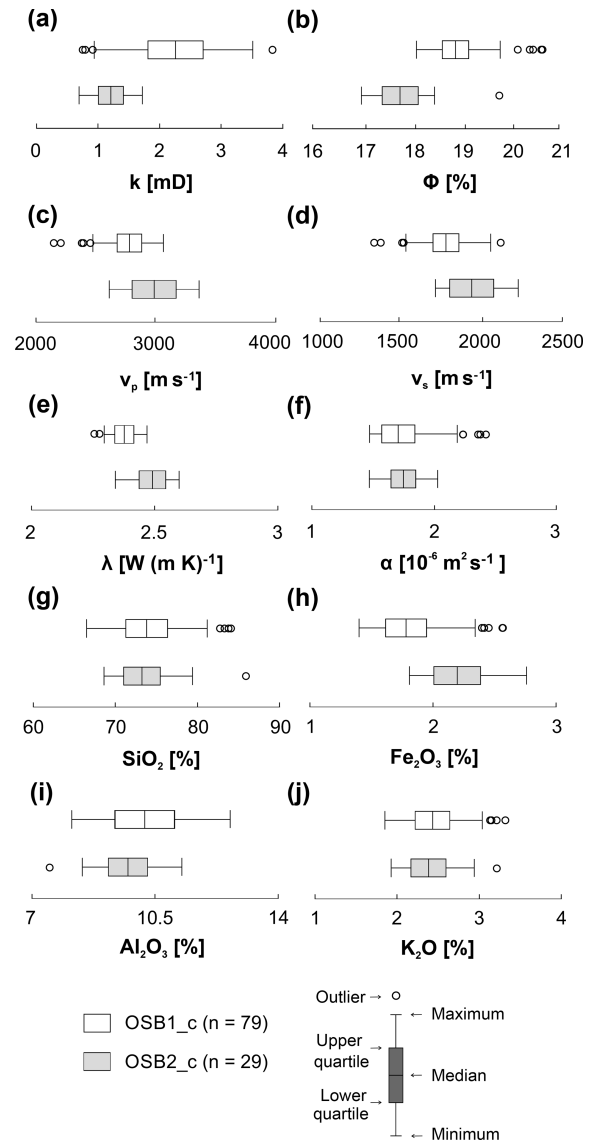 (a) (b)
0 1 2 3 4 16 17 18 19 20 21
k [mD] Φ [%]
(c) (d)
2000 3000 4000 1000 1500 2000 2500
vp [m s-1] vs [m s-1]
(e) (f)
2 2.5 3 1 2 3
λ [W (m K)-1] α [10-6 m2 s-1 ]
(g) (h)
60 70 80 90 1 2 3
SiO2 [%] Fe2O3 [%]
(i) (j)
7 10.5 14 1 2 3 4
Al2O3 [%] K2O [%]
OSB1_c (n = 79)
OSB2_c (n = 29)
Outlier
Maximum
Upper
quartile
Median
Lower
quartile
Minimum